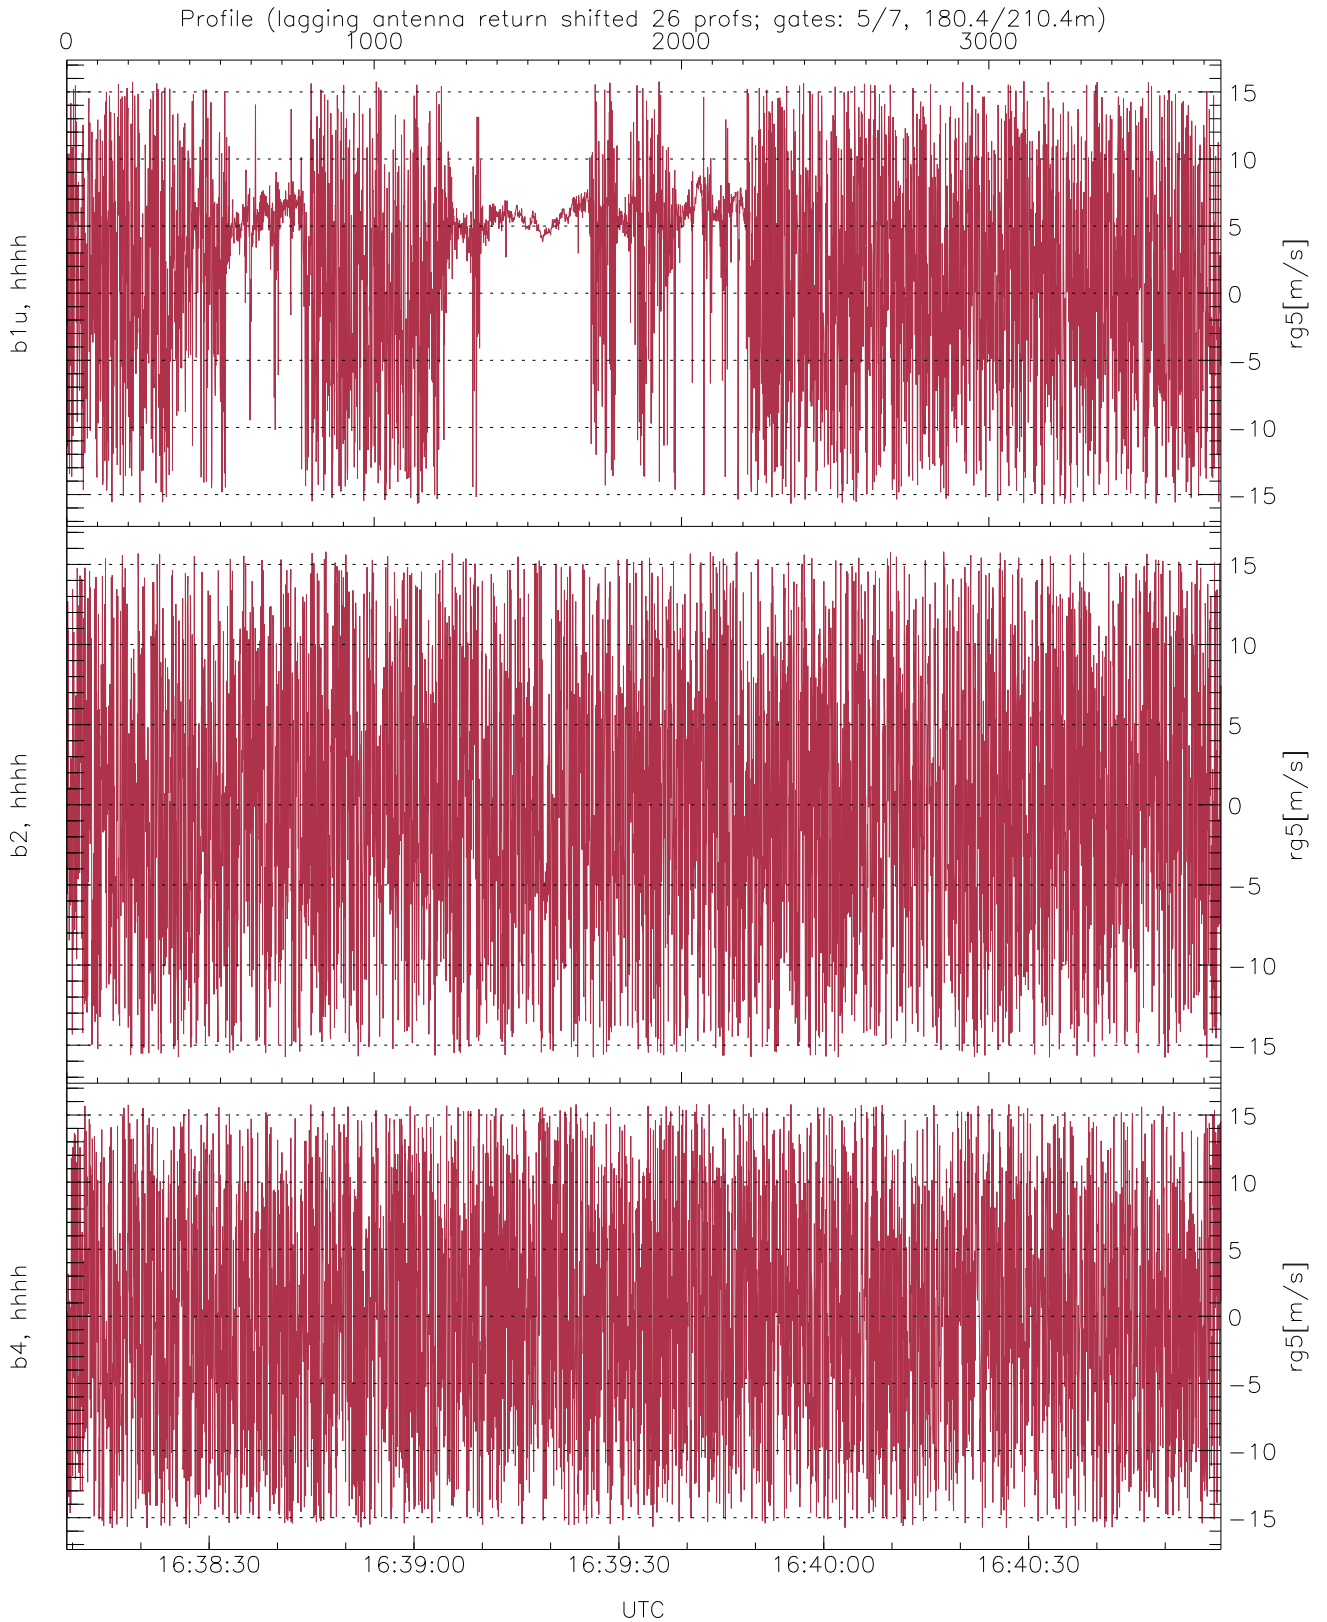 Profile (lagging antenna return shifted 26 profs; gates: 5/7, 180.4/210.4m)
0 1000 2000 3000
b1u, hhhh
15
10
5
0
-5
-10
-15
rg5[m/s]
b2, hhhh
15
10
5
0
-5
-10
-15
rg5[m/s]
b4, hhhh
15
10
5
0
-5
-10
-15
rg5[m/s]
16:38:30 16:39:00 16:39:30 16:40:00 16:40:30
UTC